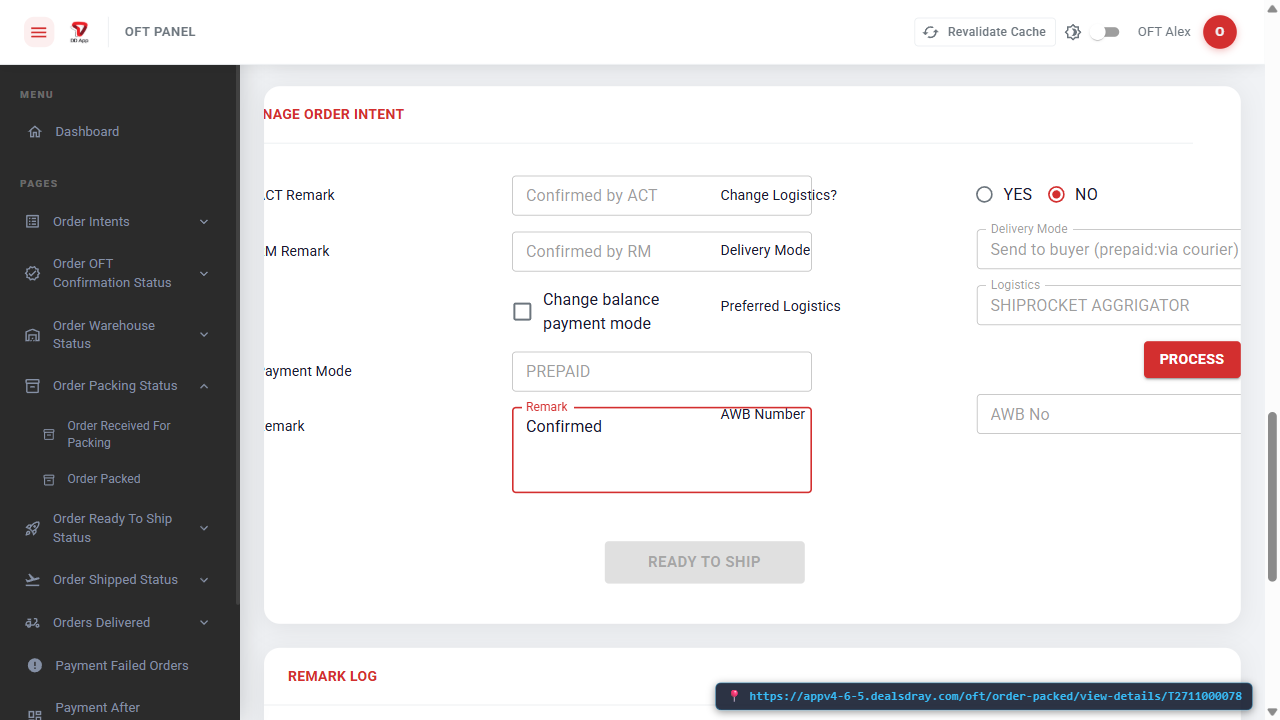 DD App
OFT PANEL
Revalidate Cache
OFT Alex
O
MENU
Dashboard
PAGES
Order Intents
Order OFT
Confirmation Status
Order Warehouse
Status
Order Packing Status
Order Received For
Packing
Order Packed
Order Ready To Ship
Status
Order Shipped Status
Orders Delivered
Payment Failed Orders
Payment After
NAGE ORDER INTENT
CT Remark
Confirmed by ACT
Change Logistics?
YES
NO
M Remark
Confirmed by RM
Delivery Mode
Delivery Mode
Send to buyer (prepaid:via courier)
Change balance
payment mode
Preferred Logistics
Logistics
SHIPROCKET AGGRIGATOR
PROCESS
ayment Mode
PREPAID
emark
Remark
Confirmed
AWB Number
AWB No
READY TO SHIP
REMARK LOG
https://appv4-6-5.dealsdray.com/oft/order-packed/view-details/T2711000078